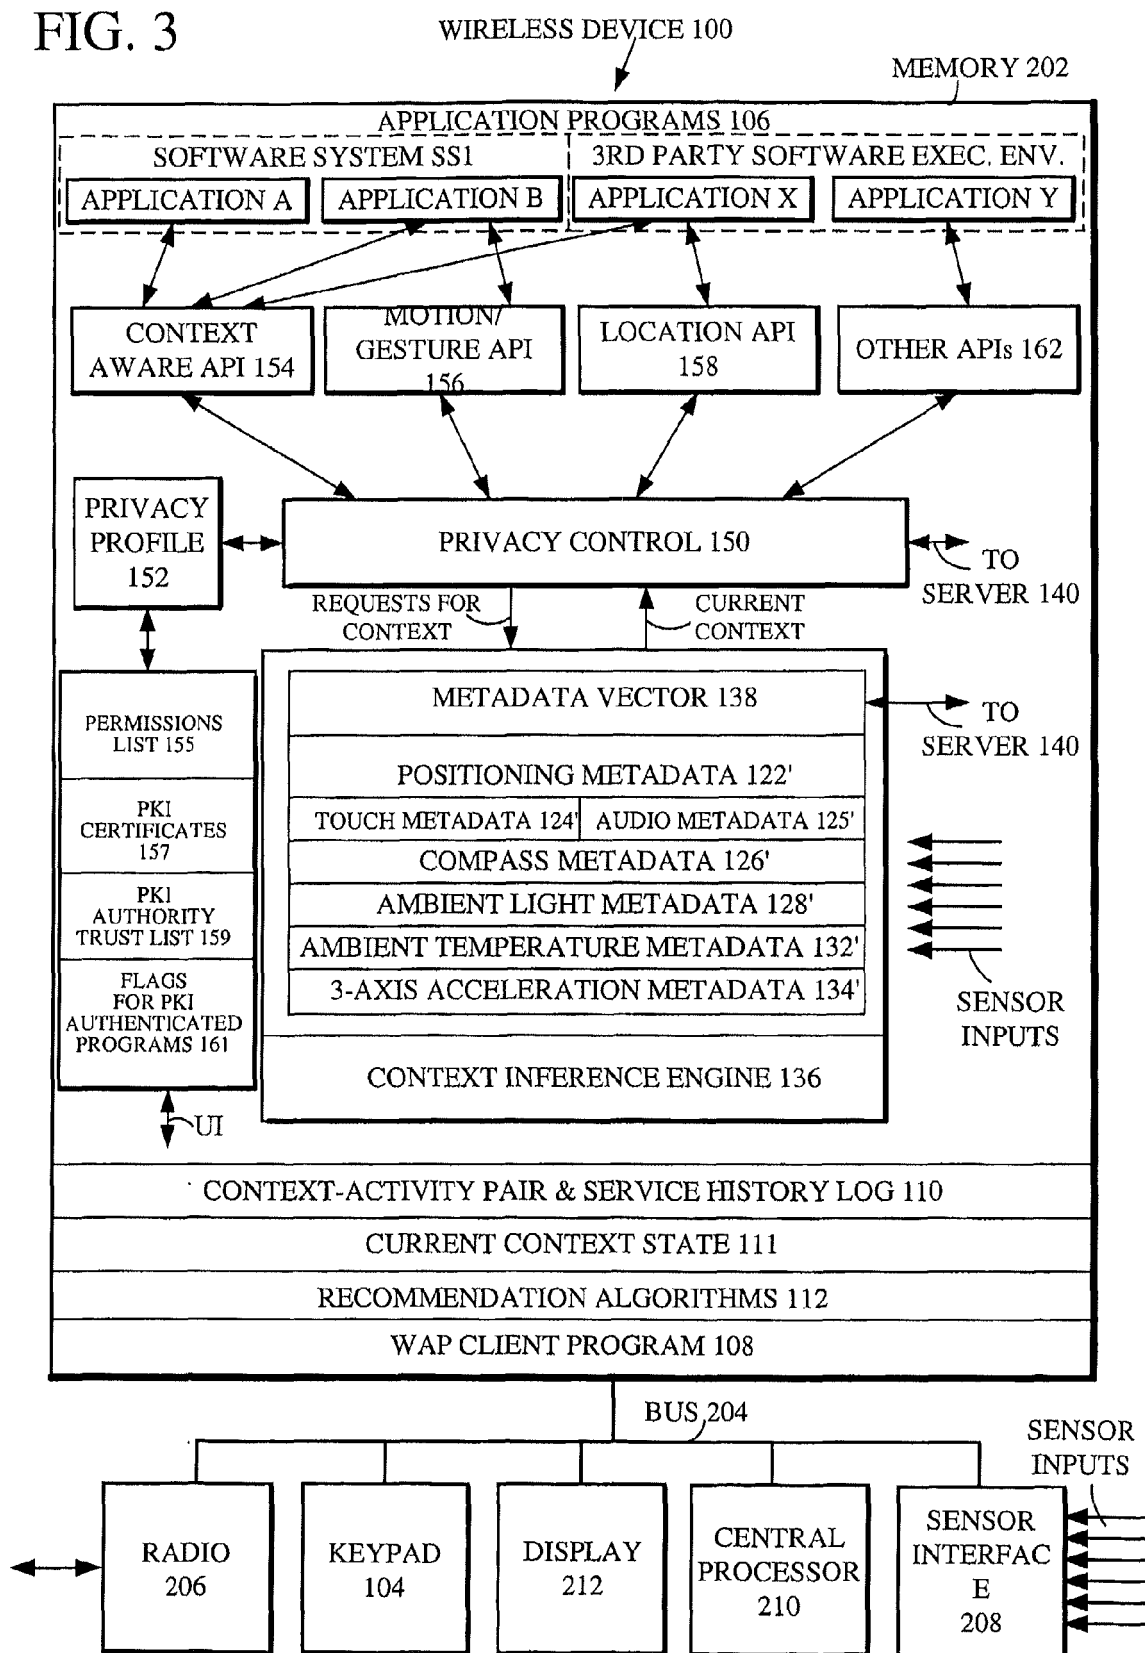 FIG. 3
WIRELESS DEVICE 100
MEMORY 202
APPLICATION PROGRAMS 106
SOFTWARE SYSTEM SS1
3RD PARTY SOFTWARE EXEC. ENV.
APPLICATION A
APPLICATION B
APPLICATION X
APPLICATION Y
CONTEXT
AWARE API 154
MOTION/
GESTURE API
156
LOCATION API
158
OTHER APIs 162
PRIVACY
PROFILE
152
PRIVACY CONTROL 150
TO
SERVER 140
REQUESTS FOR
CONTEXT
CURRENT
CONTEXT
PERMISSIONS
LIST 155
PKI
CERTIFICATES
157
PKI
AUTHORITY
TRUST LIST 159
FLAGS
FOR PKI
AUTHENTICATED
PROGRAMS 161
UI
METADATA VECTOR 138
TO
SERVER 140
POSITIONING METADATA 122'
TOUCH METADATA 124'
AUDIO METADATA 125'
COMPASS METADATA 126'
AMBIENT LIGHT METADATA 128'
AMBIENT TEMPERATURE METADATA 132'
3-AXIS ACCELERATION METADATA 134'
SENSOR
INPUTS
CONTEXT INFERENCE ENGINE 136
CONTEXT-ACTIVITY PAIR & SERVICE HISTORY LOG 110
CURRENT CONTEXT STATE 111
RECOMMENDATION ALGORITHMS 112
WAP CLIENT PROGRAM 108
BUS 204
SENSOR
INPUTS
RADIO
206
KEYPAD
104
DISPLAY
212
CENTRAL
PROCESSOR
210
SENSOR
INTERFAC
E
208